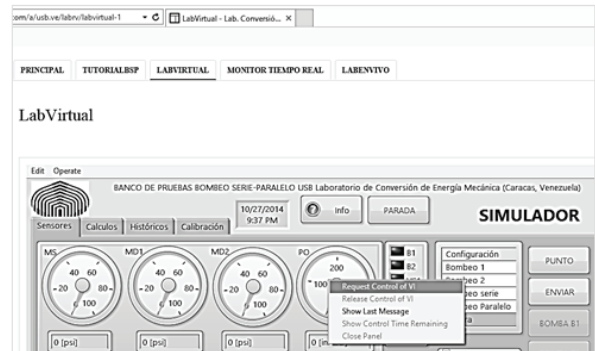 com/a/usb.ve/labrv/labvirtual-1
LabVirtual - Lab. Conversió... ×
PRINCIPAL TUTORIALBSP LABVIRTUAL MONITOR TIEMPO REAL LABENVIVO
LabVirtual
Edit Operate
BANCO DE PRUEBAS BOMBEO SERIE-PARALELO USB Laboratorio de Conversión de Energía Mecánica (Caracas, Venezuela)
10/27/2014
9:37 PM
Info
PARADA
SIMULADOR
Sensores Calculos Históricos Calibración
MS
40 60
20 80
0 100
0 [psi]
MD1
40 60
20 80
0 100
0 [psi]
MD2
40 60
20 80
0 100
PO
200
100
B1
B2
Configuración
Bombeo 1
eo 2
eo serie
eo Paralelo
Request Control of VI
Release Control of VI
Show Last Message
Show Control Time Remaining
Close Panel
PUNTO
ENVIAR
BOMBA B1